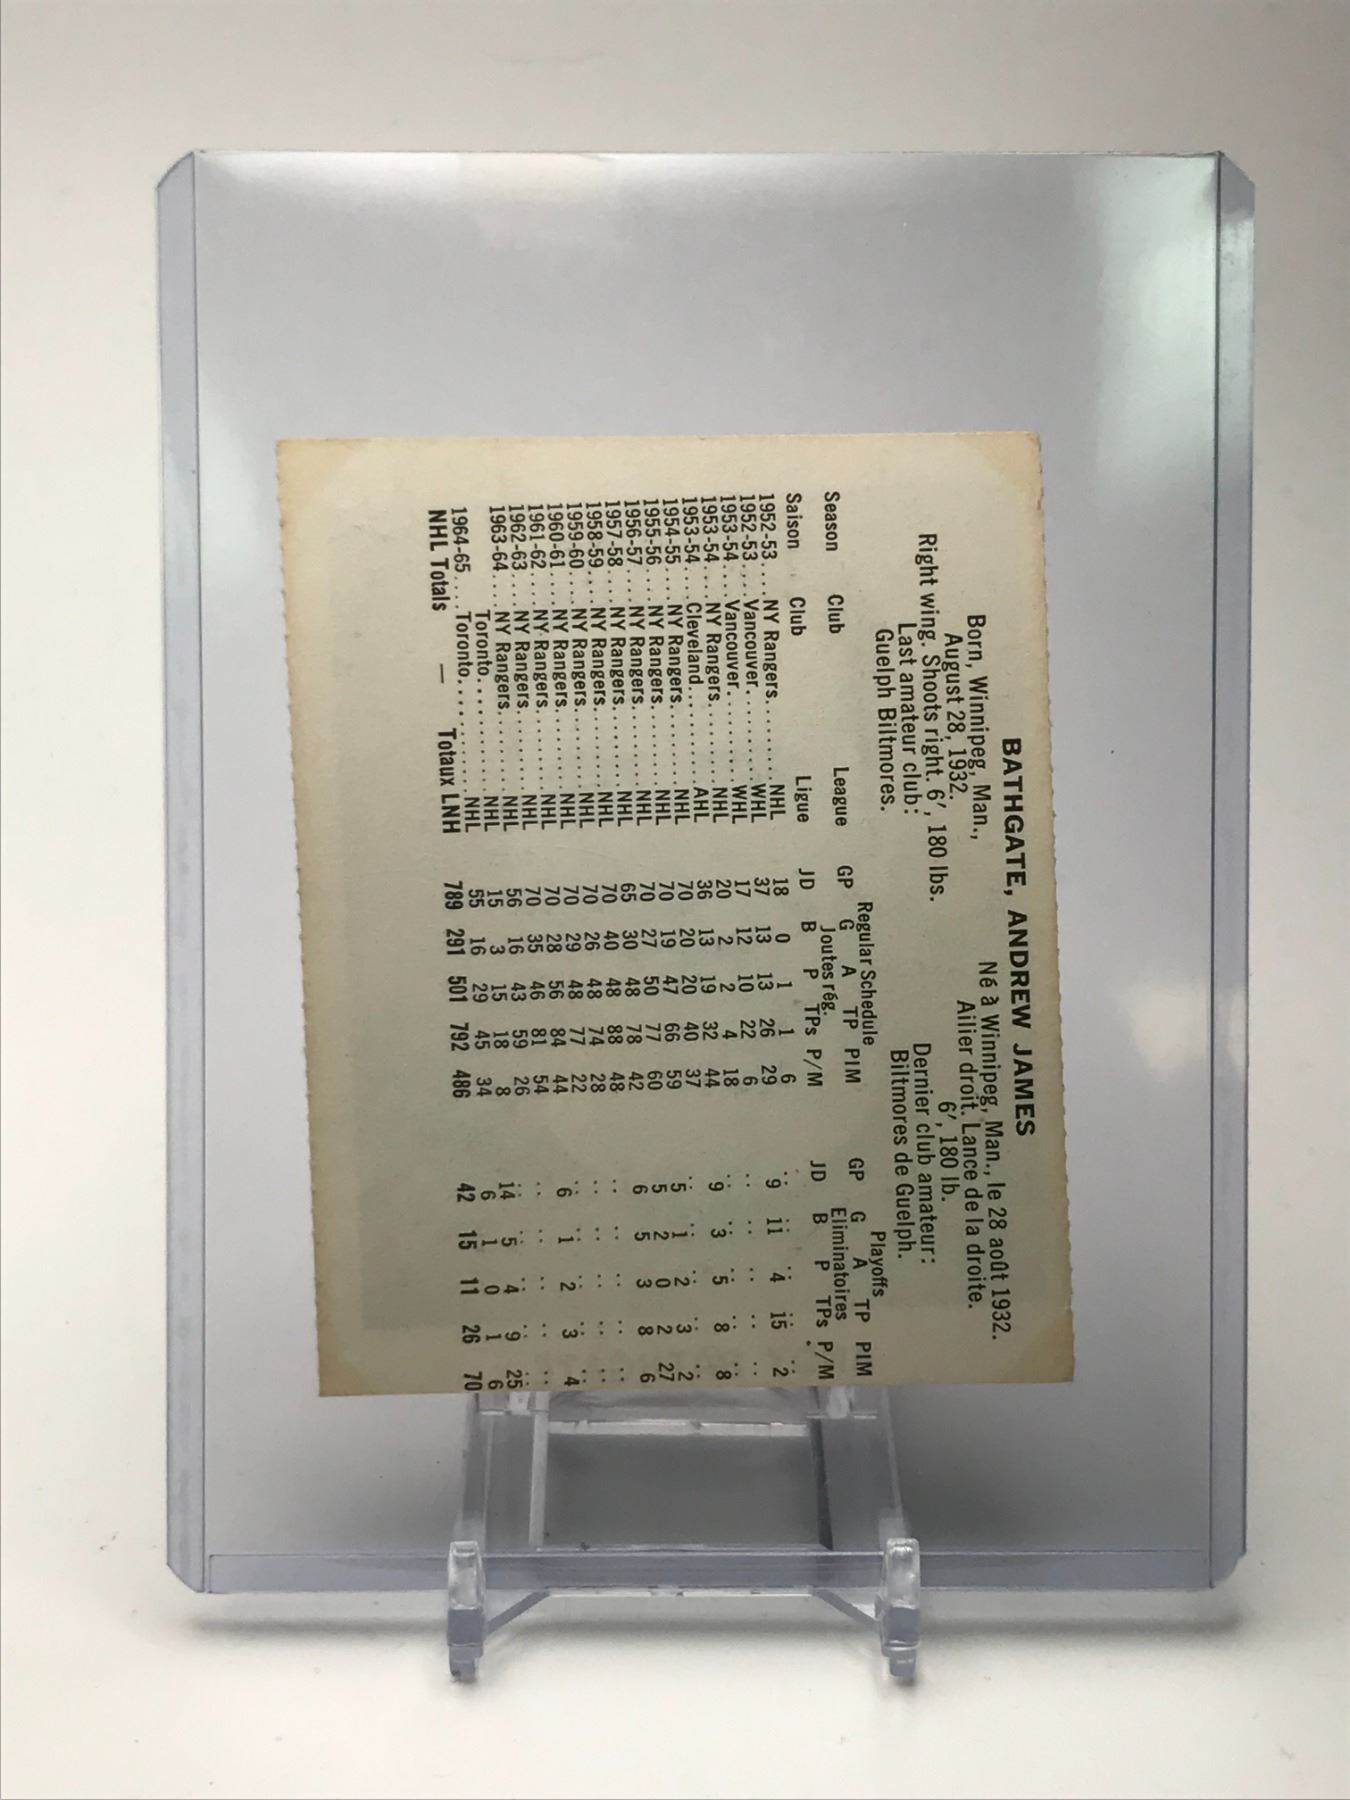 BATHGATE, ANDREW JAMES
Born, Winnipeg, Man., Né à Winnipeg, Man., le 28 août 1932.
August 28, 1932. Ailier droit. Lance de la droite.
Right wing. Shoots right. 6', 180 lbs. 6', 180 lb.
Last amateur club: Dernier club amateur:
Guelph Biltmores. Biltmores de Guelph.
Regular Schedule Playoffs
Season Club League GP G A TP PIM GP G A TP PIM
Joutes rég. Eliminatoires
Saison Club Ligue JD B P TPs P/M JD B P TPs P/M
1952-53....NY Rangers.........NHL 18 0 1 1 6 .. .. .. .. ..
1952-53....Vancouver.........WHL 37 13 13 26 29 9 11 4 15 2
1953-54....Vancouver.........WHL 17 12 10 22 6 .. .. .. .. ..
1953-54....NY Rangers.........NHL 20 2 2 4 18 .. .. .. .. ..
1953-54....Cleveland..........AHL 36 13 19 32 44 9 3 5 8 8
1954-55....NY Rangers.........NHL 70 20 20 40 37 .. .. .. .. ..
1955-56....NY Rangers.........NHL 70 19 47 66 59 5 1 2 3 2
1956-57....NY Rangers.........NHL 70 27 50 77 60 5 2 0 2 27
1957-58....NY Rangers.........NHL 65 30 48 78 42 6 5 3 8 6
1958-59....NY Rangers.........NHL 70 40 48 88 48 .. .. .. .. ..
1959-60....NY Rangers.........NHL 70 26 48 74 28 .. .. .. .. ..
1960-61....NY Rangers.........NHL 70 29 48 77 22 .. .. .. .. ..
1961-62....NY Rangers.........NHL 70 28 56 84 44 6 1 2 3 4
1962-63....NY Rangers.........NHL 70 35 46 81 54 .. .. .. .. ..
1963-64....NY Rangers.........NHL 56 16 43 59 26 .. .. .. .. ..
Toronto............NHL 15 3 15 18 8 14 5 4 9 25
1964-65....Toronto............NHL 55 16 29 45 34 6 1 0 1 6
NHL Totals — Totaux LNH 789 291 501 792 486 42 15 11 26 70